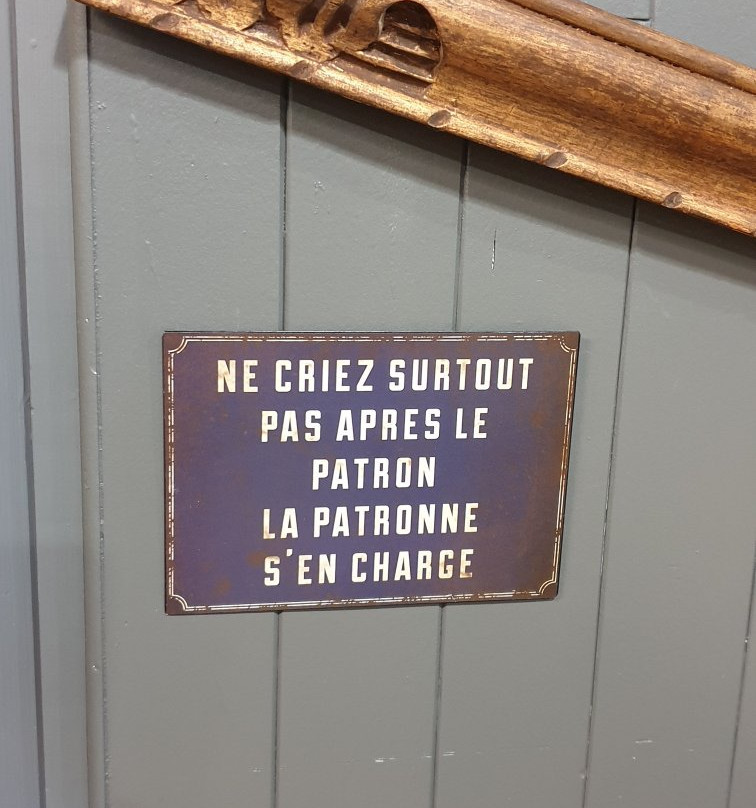 NE CRIEZ SURTOUT
PAS APRES LE
PATRON
LA PATRONNE
S'EN CHARGE